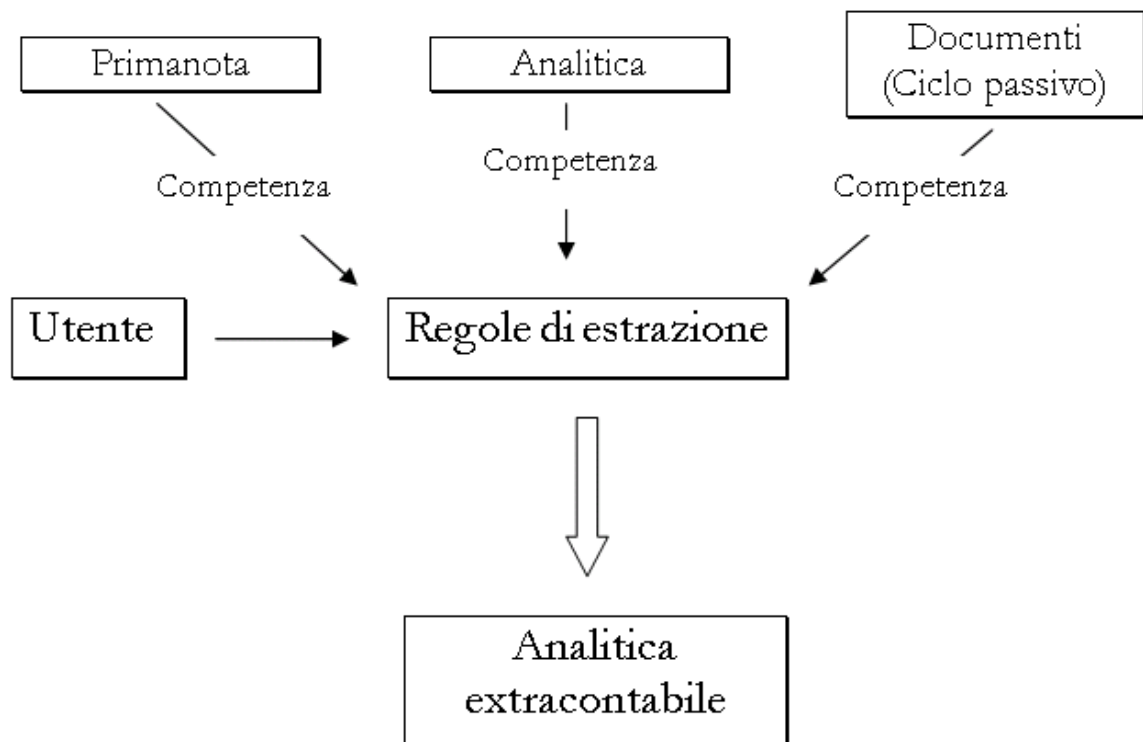 Primanota
Analitica
Documenti
(Ciclo passivo)
Competenza
Competenza
Competenza
Utente
Regole di estrazione
Analitica
extracontabile